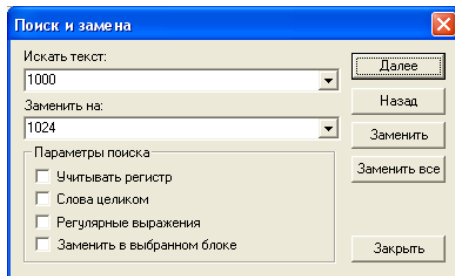 Поиск и замена
Искать текст:
1000
Заменить на:
1024
Параметры поиска
Учитывать регистр
Слова целиком
Регулярные выражения
Заменить в выбранном блоке
Далее
Назад
Заменить
Заменить все
Закрыть